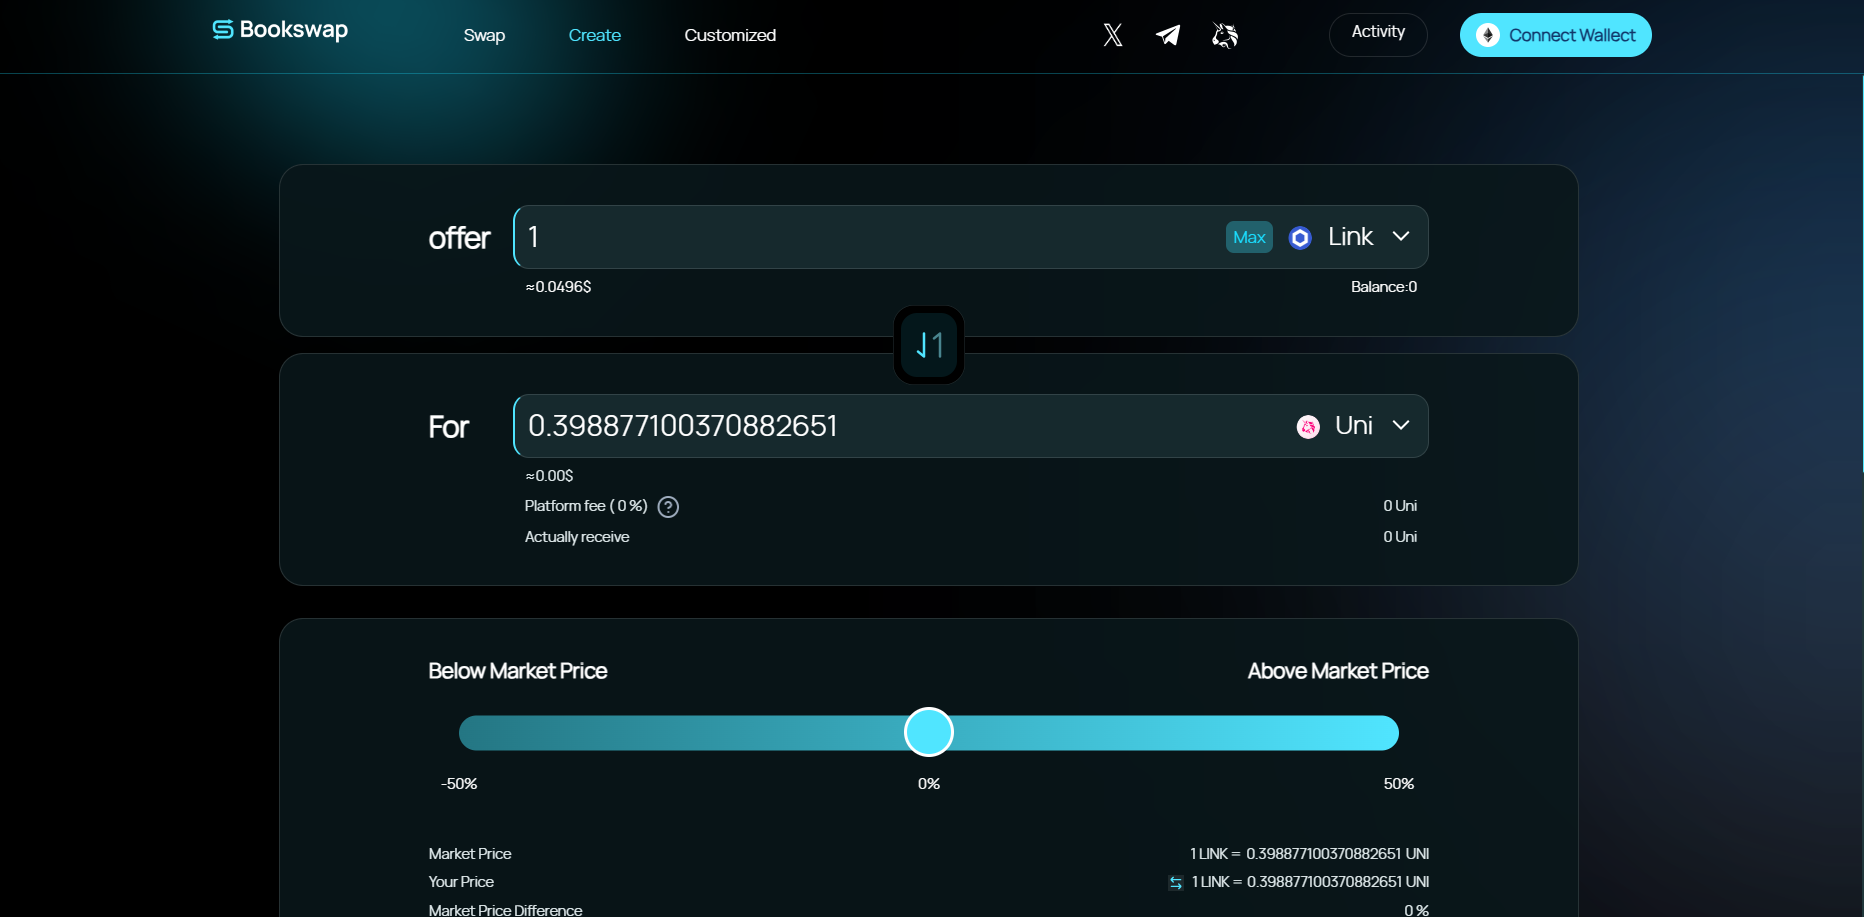 Bookswap
Swap
Create
Customized
Activity
Connect Wallect
offer
1
Max
Link
≈0.0496$
Balance:0
For
0.398877100370882651
Uni
≈0.00$
Platform fee ( 0 %)
?
0 Uni
Actually receive
0 Uni
Below Market Price
Above Market Price
-50%
0%
50%
Market Price
1 LINK = 0.398877100370882651 UNI
Your Price
1 LINK = 0.398877100370882651 UNI
Market Price Difference
0 %